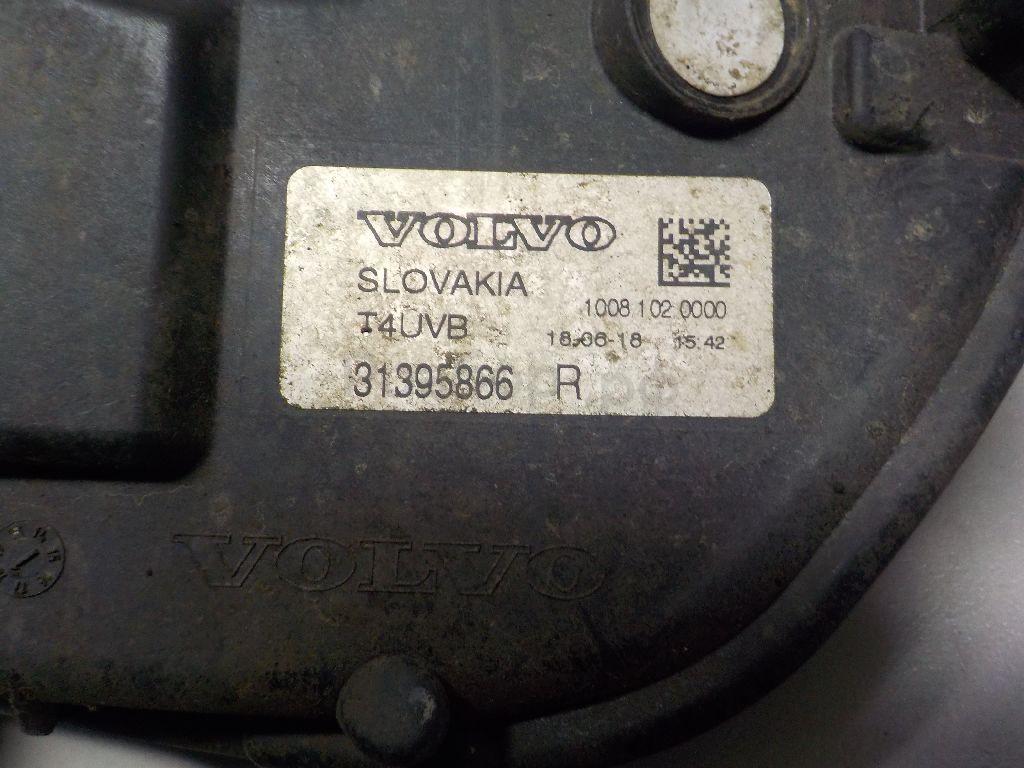 VOLVO
SLOVAKIA
1008 102 0000
T4UVB
18-06-18 15:42
31395866 R
VOLVO